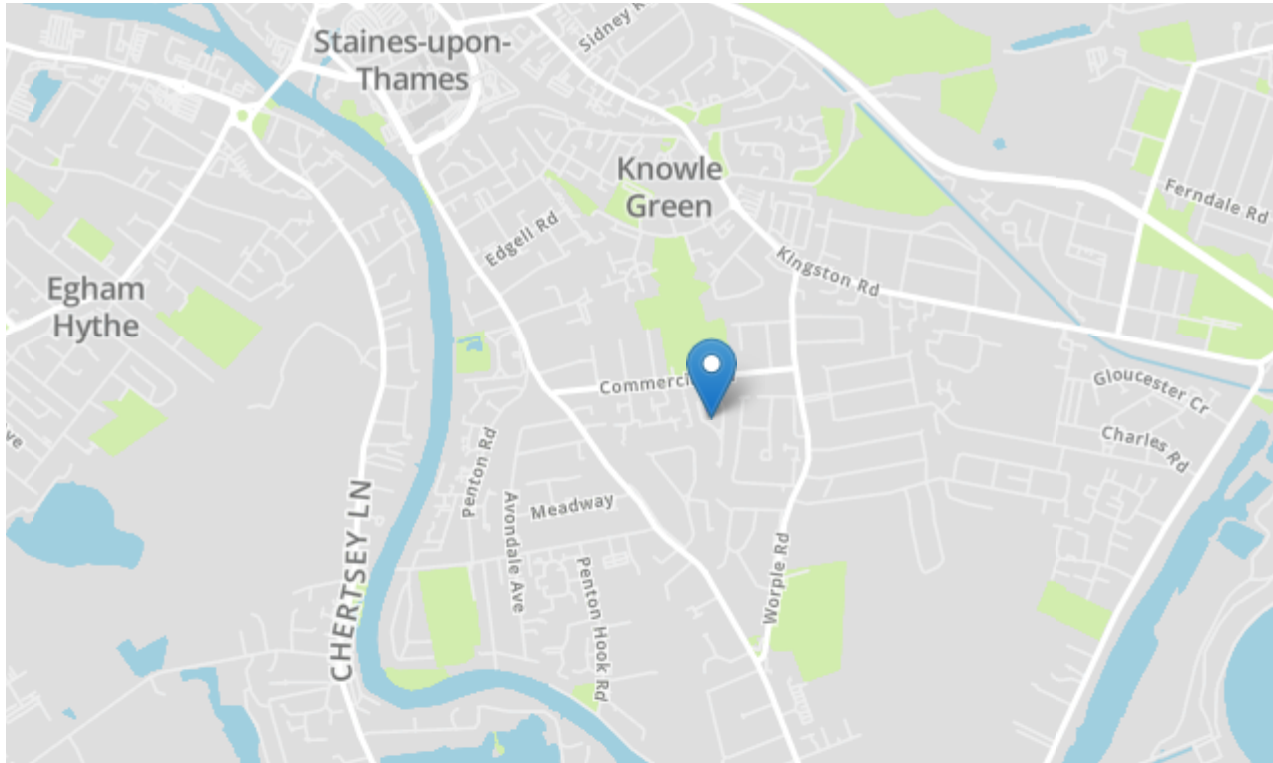 Staines-upon-
Thames
Sidney R
Knowle
Green
Ferndale Rd
Edgell Rd
Kingston Rd
Egham
Hythe
Commerci
Gloucester Cr
Charles Rd
ve
Penton Rd
Meadway
Avondale Ave
CHERTSEY LN
Penton Hook Rd
Worple Rd